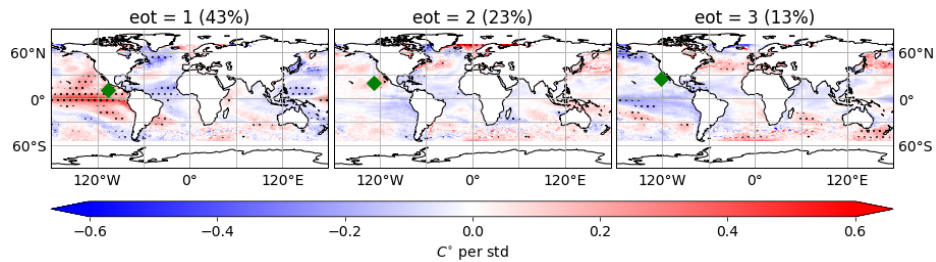 eot = 1 (43%) eot = 2 (23%) eot = 3 (13%)
60°N 60°N
0° 0°
60°S 60°S
120°W 0° 120°E 120°W 0° 120°E 120°W 0° 120°E
−0.6 −0.4 −0.2 0.0 0.2 0.4 0.6
C° per std